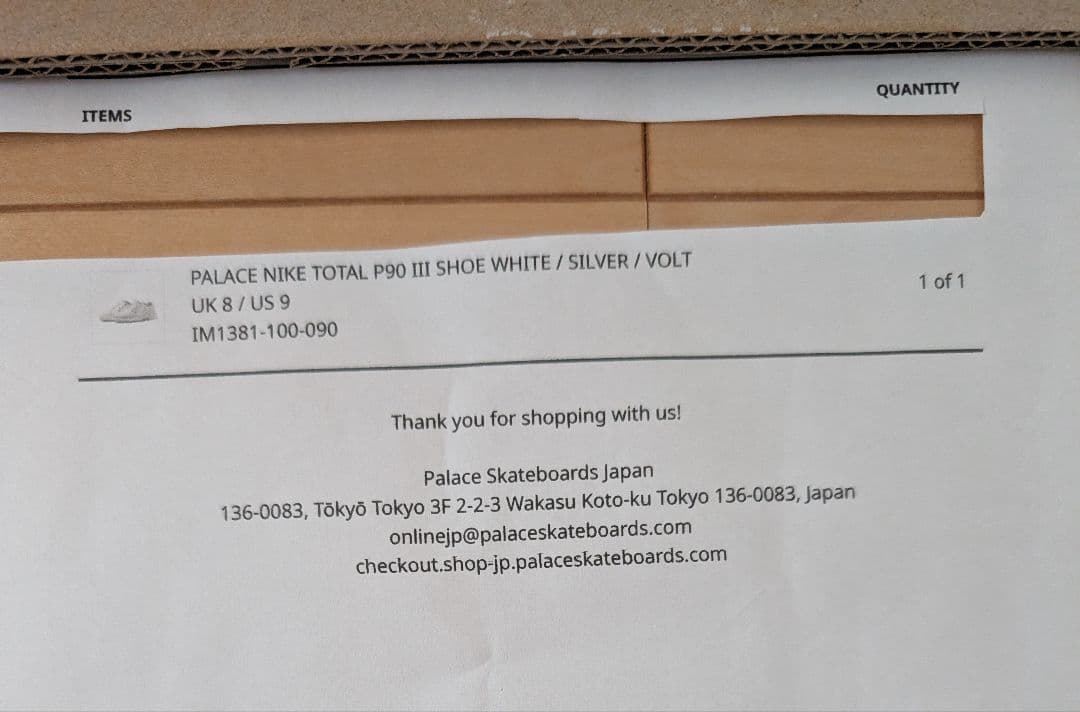 ITEMS
QUANTITY
PALACE NIKE TOTAL P90 III SHOE WHITE / SILVER / VOLT
UK 8 / US 9
IM1381-100-090
1 of 1
Thank you for shopping with us!
Palace Skateboards Japan
136-0083, Tōkyō Tokyo 3F 2-2-3 Wakasu Koto-ku Tokyo 136-0083, Japan
onlinejp@palaceskateboards.com
checkout.shop-jp.palaceskateboards.com